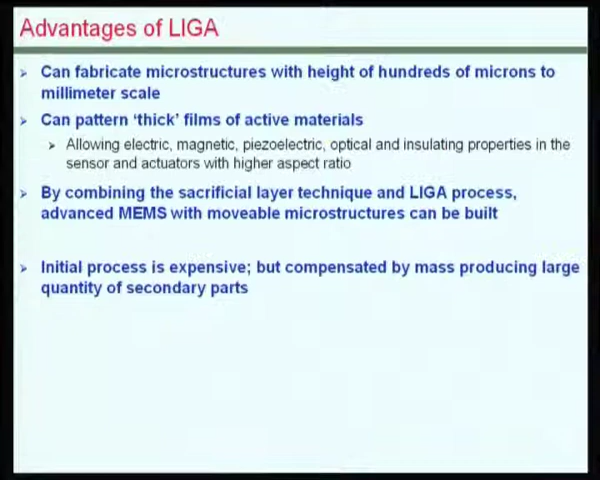 Advantages of LIGA
Can fabricate microstructures with height of hundreds of microns to
millimeter scale
Can pattern ‘thick’ films of active materials
Allowing electric, magnetic, piezoelectric, optical and insulating properties in the
sensor and actuators with higher aspect ratio
By combining the sacrificial layer technique and LIGA process,
advanced MEMS with moveable microstructures can be built
Initial process is expensive; but compensated by mass producing large
quantity of secondary parts